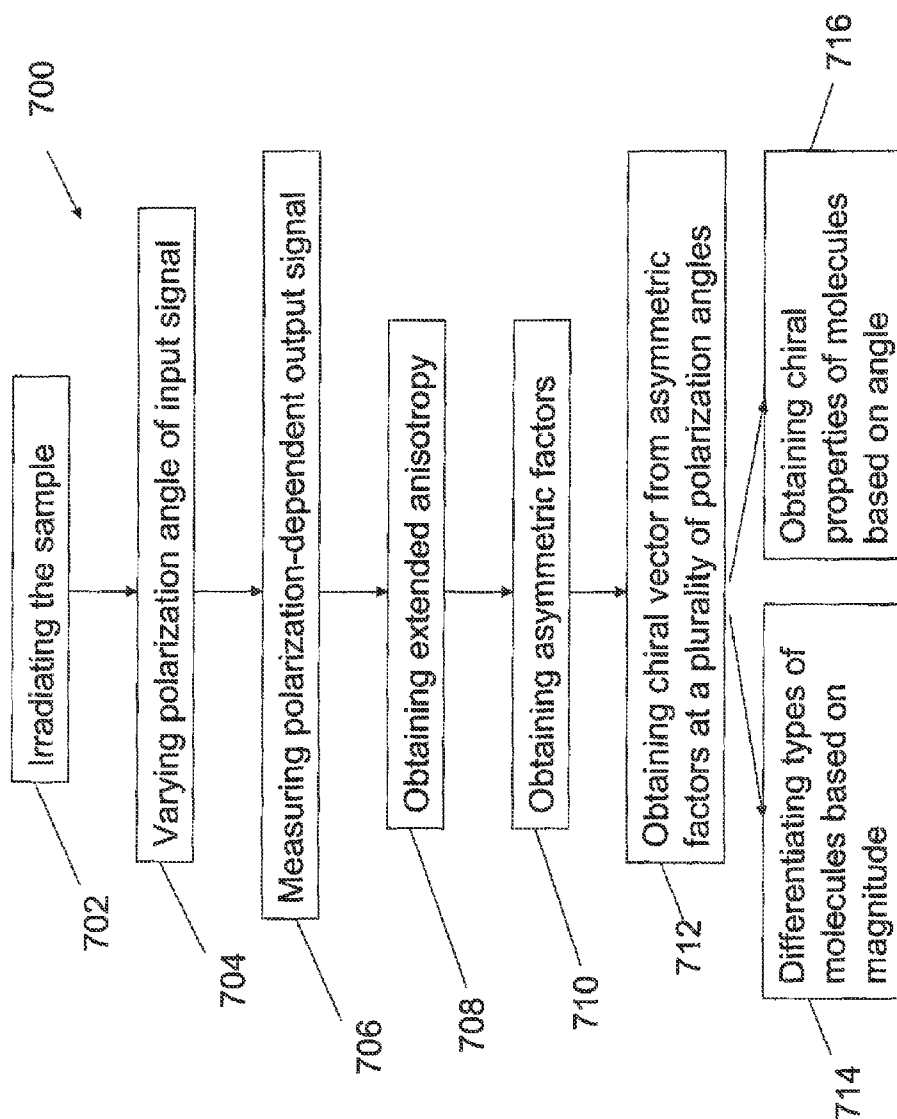 700
Irradiating the sample
702
Varying polarization angle of input signal
704
Measuring polarization-dependent output signal
706
Obtaining extended anisotropy
708
Obtaining asymmetric factors
710
Obtaining chiral vector from asymmetric
factors at a plurality of polarization angles
712
Differentiating types of
molecules based on
magnitude
714
Obtaining chiral
properties of molecules
based on angle
716